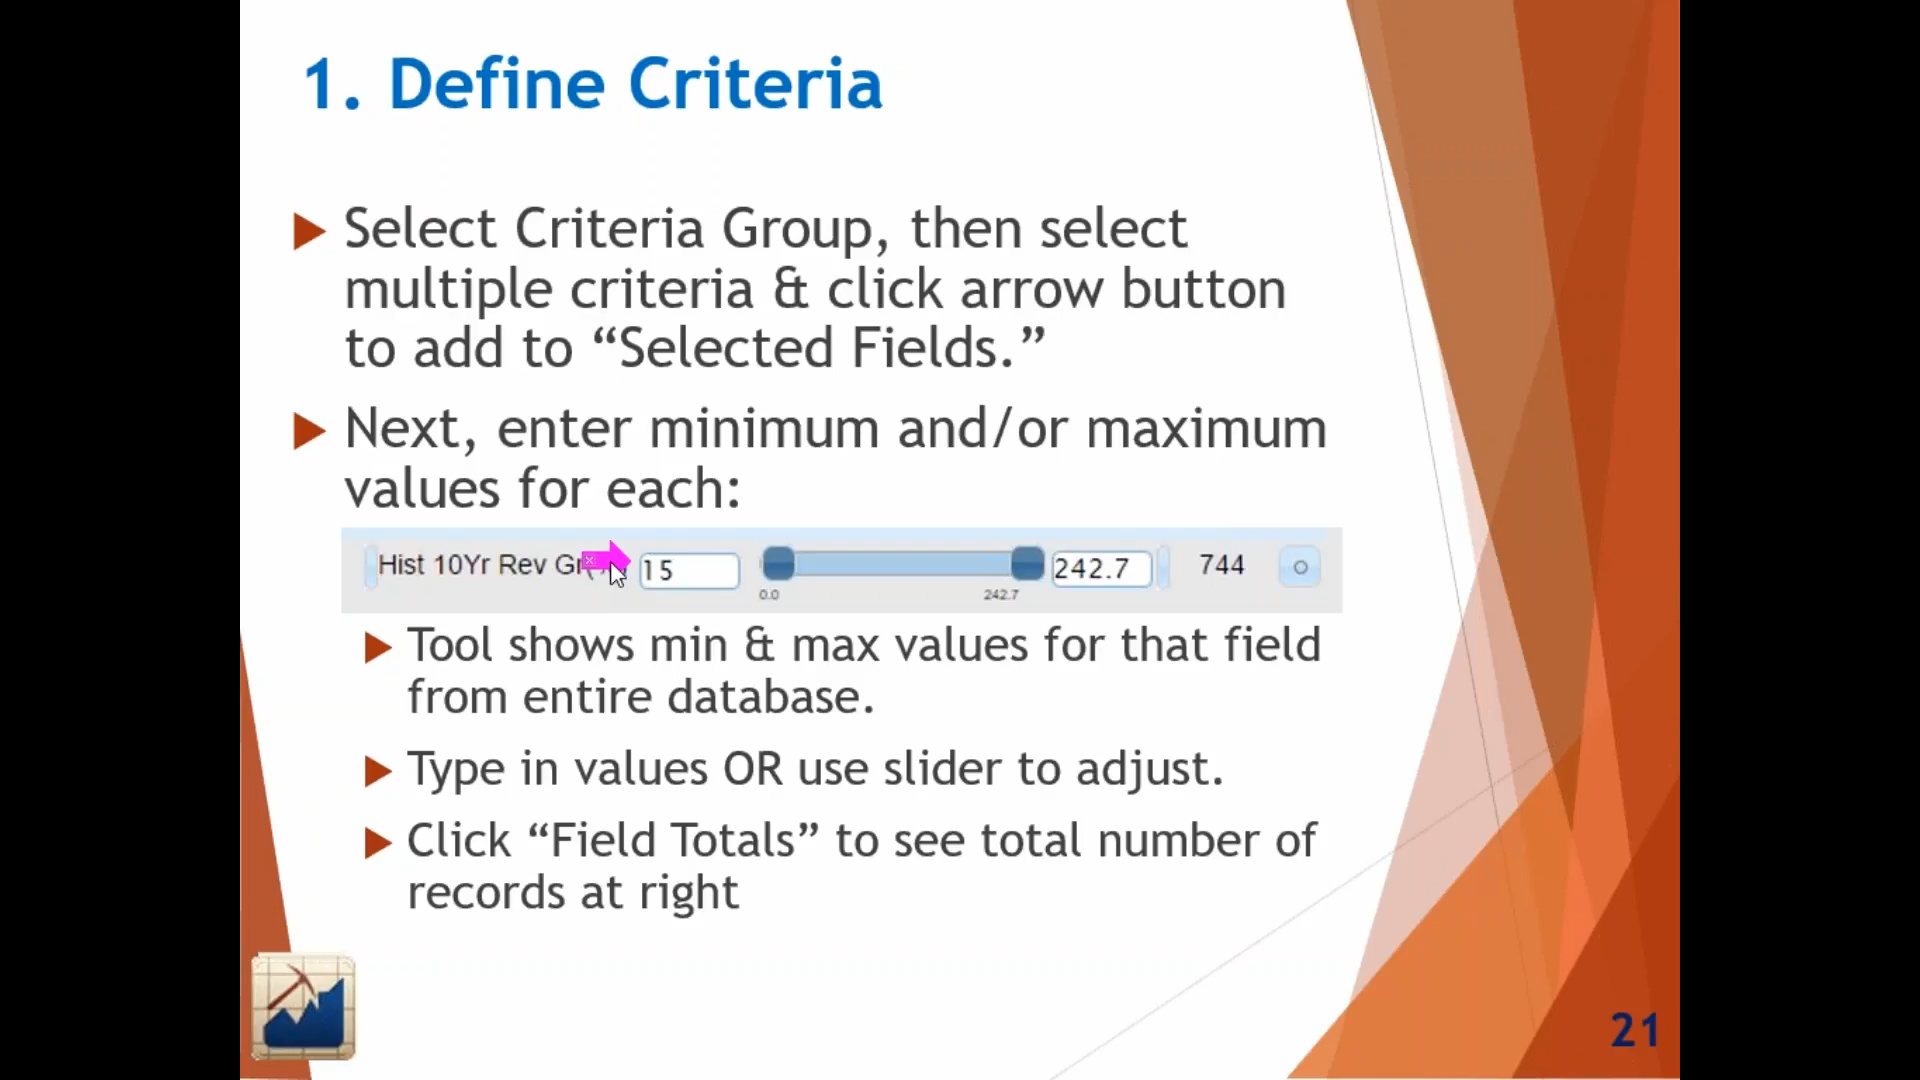 1. Define Criteria
Select Criteria Group, then select
multiple criteria & click arrow button
to add to “Selected Fields.”
Next, enter minimum and/or maximum
values for each:
Hist 10Yr Rev 15 242.7 744
0.0 242.7
Tool shows min & max values for that field
from entire database.
Type in values OR use slider to adjust.
Click “Field Totals” to see total number of
records at right
21